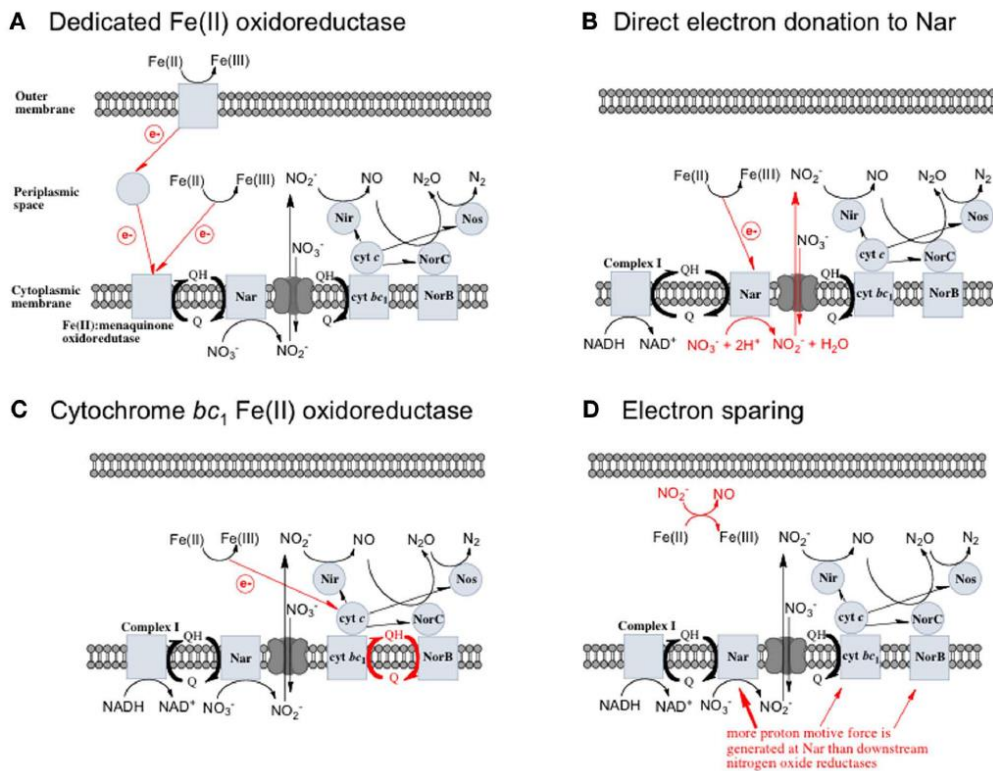 A Dedicated Fe(II) oxidoreductase
Fe(II) Fe(III)
Outer
membrane
e-
Periplasmic
space
Fe(II) Fe(III) NO2- NO N2O N2
Nir Nos
e- e- NO3- cyt c NorC
QH QH
Cytoplasmic
membrane
Nar cyt bc1 NorB
Q Q
Fe(II):menaquinone
oxidoredutase
NO3- NO2-
B Direct electron donation to Nar
Fe(II) Fe(III) NO2- NO N2O N2
Nir Nos
e- NO3- cyt c NorC
Complex I QH QH
Nar cyt bc1 NorB
Q Q
NADH NAD+ NO3- + 2H+ NO2- + H2O
C Cytochrome bc1 Fe(II) oxidoreductase
Fe(II) Fe(III) NO2- NO N2O N2
e- Nir Nos
NO3- cyt c NorC
Complex I QH QH
Nar cyt bc1 NorB
Q Q
NADH NAD+ NO3- NO2-
D Electron sparing
NO2- NO
Fe(II) Fe(III) NO2- NO N2O N2
Nir Nos
NO3- cyt c NorC
Complex I QH QH
Nar cyt bc1 NorB
Q Q
NADH NAD+ NO3- NO2-
more proton motive force is
generated at Nar than downstream
nitrogen oxide reductases